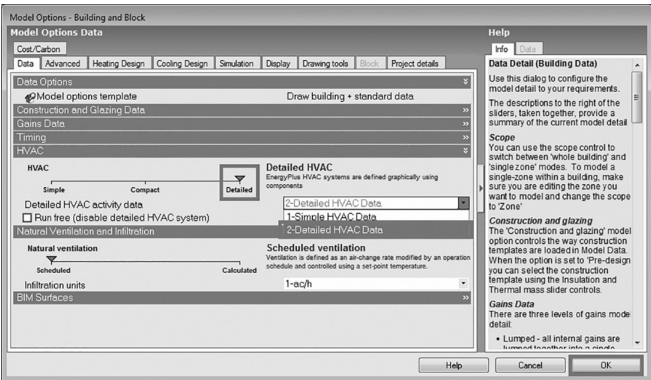 Model Options - Building and Block
Model Options Data
Help
Cost/Carbon
Info Data
Data Advanced Heating Design Cooling Design Simulation Display Drawing tools Block Project details
Data Options
Model options template Draw building + standard data
Construction and Glazing Data
Gains Data
Timing
HVAC
HVAC
Simple Compact Detailed
Detailed HVAC
EnergyPlus HVAC systems are defined graphically using
components
Detailed HVAC activity data 2-Detailed HVAC Data
1-Simple HVAC Data
2-Detailed HVAC Data
Run free (disable detailed HVAC system)
Natural Ventilation and Infiltration
Natural ventilation
Scheduled Calculated
Scheduled ventilation
Ventilation is defined as an air-change rate modified by an operation
schedule and controlled using a set-point temperature.
Infiltration units 1-ac/h
BIM Surfaces
Data Detail (Building Data)
Use this dialog to configure the
model detail to your requirements.
The descriptions to the right of the
sliders, taken together, provide a
summary of the current model detail
Scope
You can use the scope control to
switch between 'whole building' and
'single zone' modes. To model a
single-zone within a building, make
sure you are editing the zone you
want to model and change the scope
to 'Zone'
Construction and glazing
The 'Construction and glazing' model
option controls the way construction
templates are loaded in Model Data.
When the option is set to 'Pre-design
you can select the construction
template using the Insulation and
Thermal mass slider controls.
Gains Data
There are three levels of gains mode
detail:
• Lumped - all internal gains are
lumped together into a single
Help Cancel OK